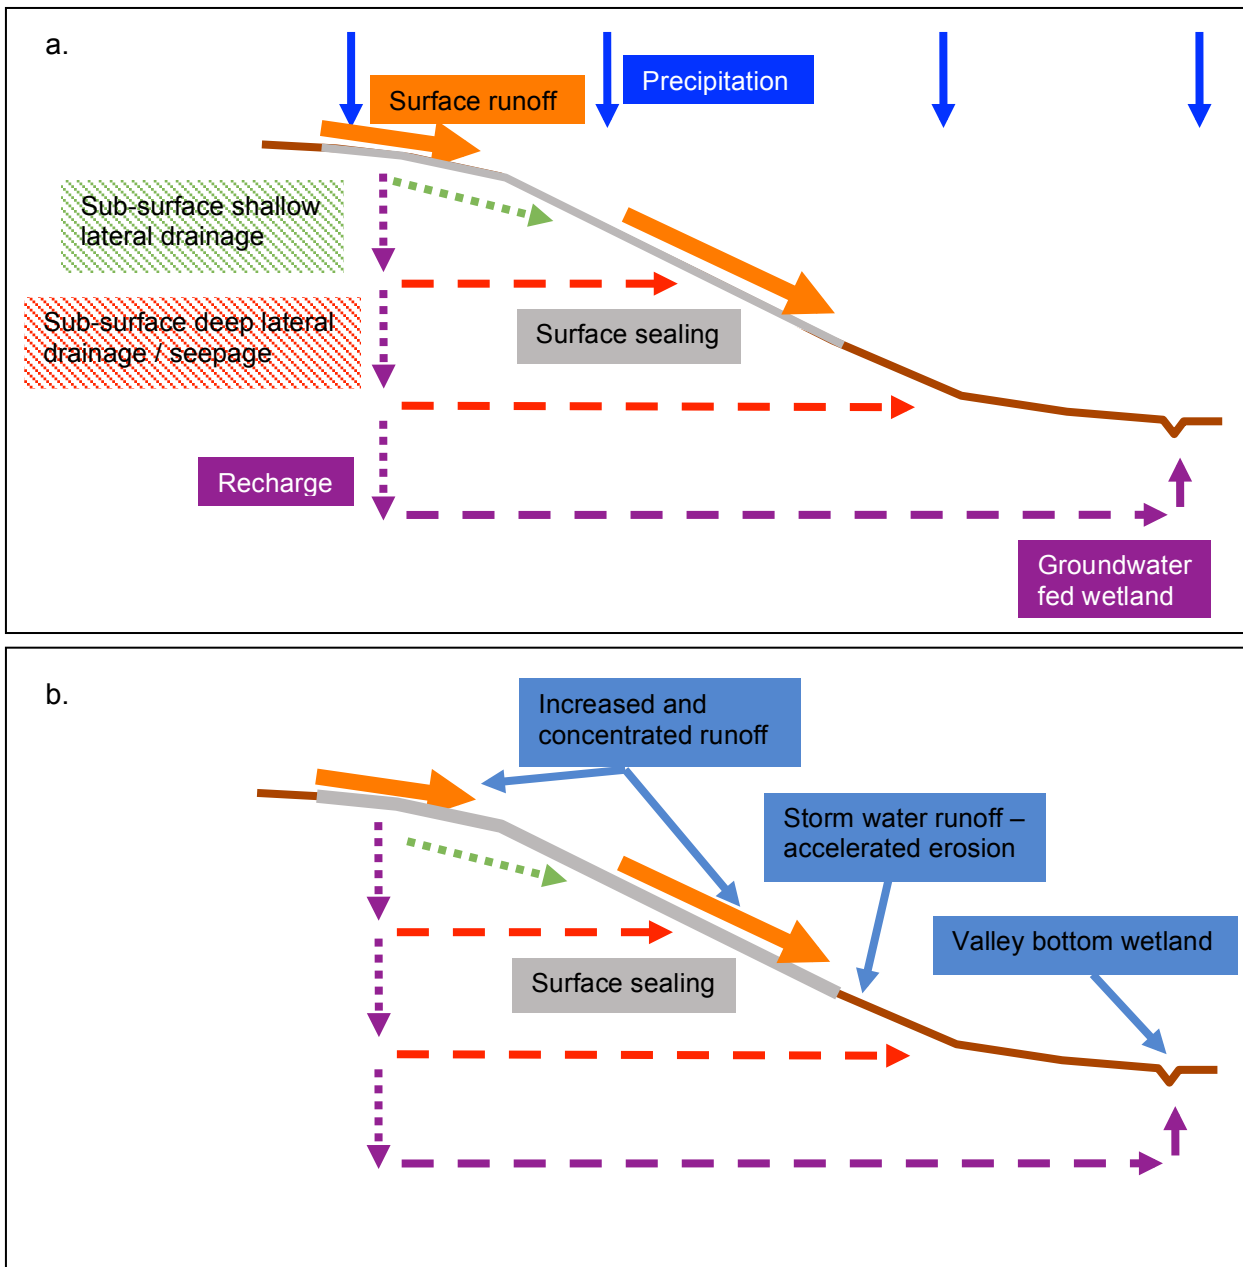 a.
Precipitation
Surface runoff
Sub-surface shallow
lateral drainage
Sub-surface deep lateral
drainage / seepage
Surface sealing
Recharge
Groundwater
fed wetland
b.
Increased and
concentrated runoff
Storm water runoff –
accelerated erosion
Valley bottom wetland
Surface sealing